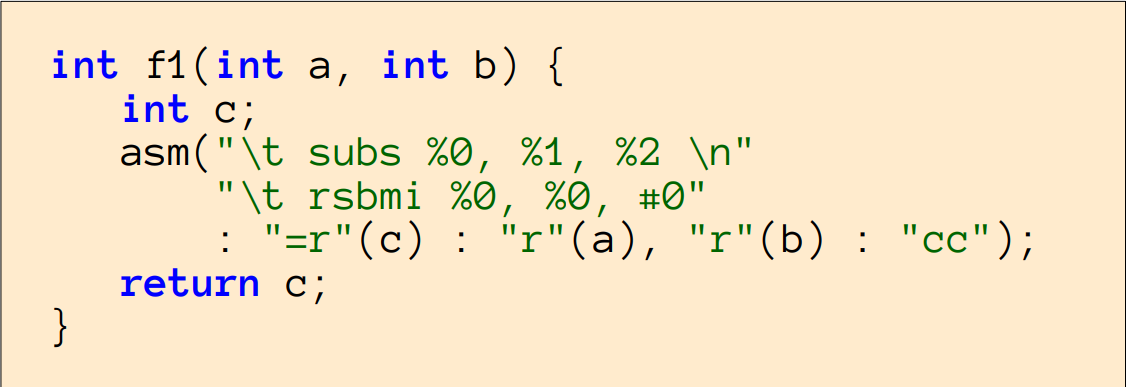 int f1(int a, int b) {
int c;
asm("\t subs %0, %1, %2 \n"
"\t rsbmi %0, %0, #0"
: "=r"(c) : "r"(a), "r"(b) : "cc");
return c;
}